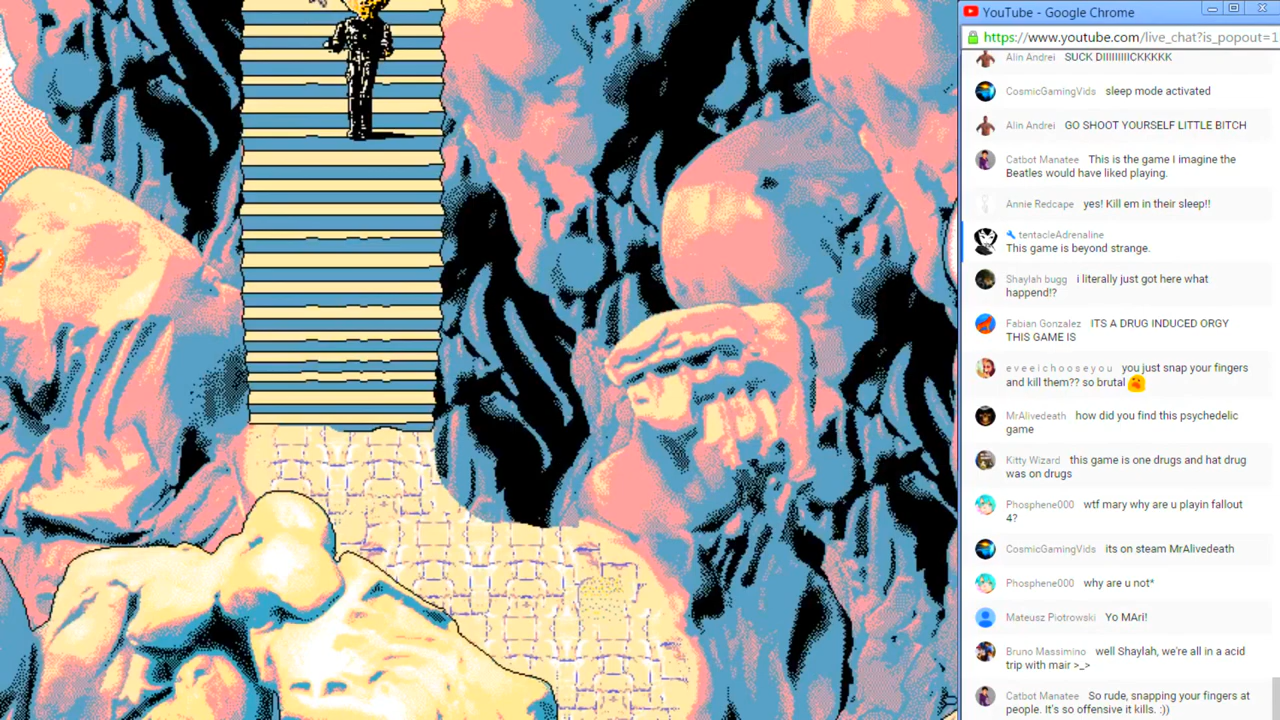 YouTube - Google Chrome
https://www.youtube.com/live_chat?is_popout=1
Alin Andrei SUCK DIIIIIIIICKKKKK
CosmicGamingVids sleep mode activated
Alin Andrei GO SHOOT YOURSELF LITTLE BITCH
Catbot Manatee This is the game I imagine the
Beatles would have liked playing.
Annie Redcape yes! Kill em in their sleep!!
tentacleAdrenaline
This game is beyond strange.
Shaylah bugg i literally just got here what
happend!?
Fabian Gonzalez ITS A DRUG INDUCED ORGY
THIS GAME IS
e v e e i c h o o s e y o u you just snap your fingers
and kill them?? so brutal
MrAlivedeath how did you find this psychedelic
game
Kitty Wizard this game is one drugs and hat drug
was on drugs
Phosphene000 wtf mary why are u playin fallout
4?
CosmicGamingVids its on steam MrAlivedeath
Phosphene000 why are u not*
Mateusz Piotrowski Yo MAri!
Bruno Massimino well Shaylah, we're all in a acid
trip with mair >_>
Catbot Manatee So rude, snapping your fingers at
people. It's so offensive it kills. :))